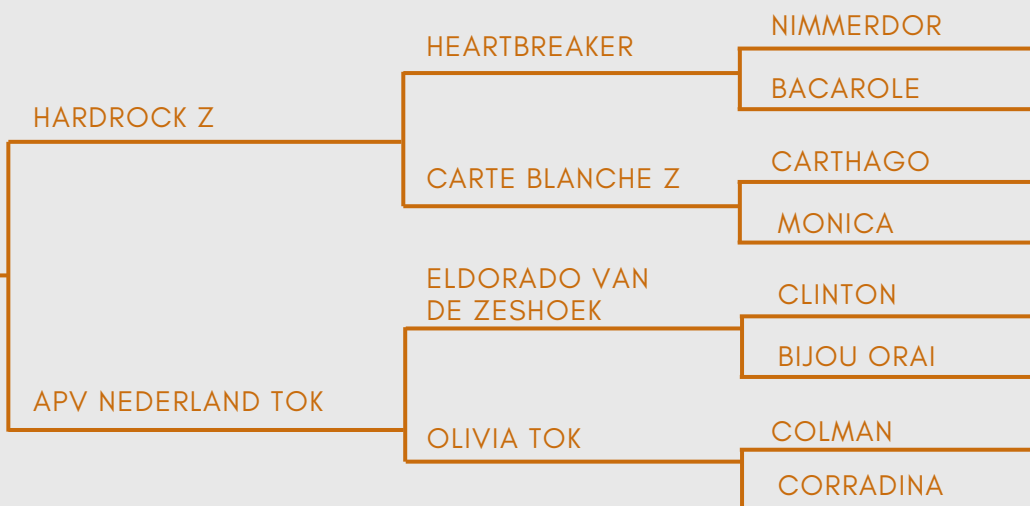 NIMMERDOR
HEARTBREAKER
BACAROLE
HARDROCK Z
CARTHAGO
CARTE BLANCHE Z
MONICA
ELDORADO VAN
DE ZESHOEK
CLINTON
BIJOU ORAI
APV NEDERLAND TOK
OLIVIA TOK
COLMAN
CORRADINA